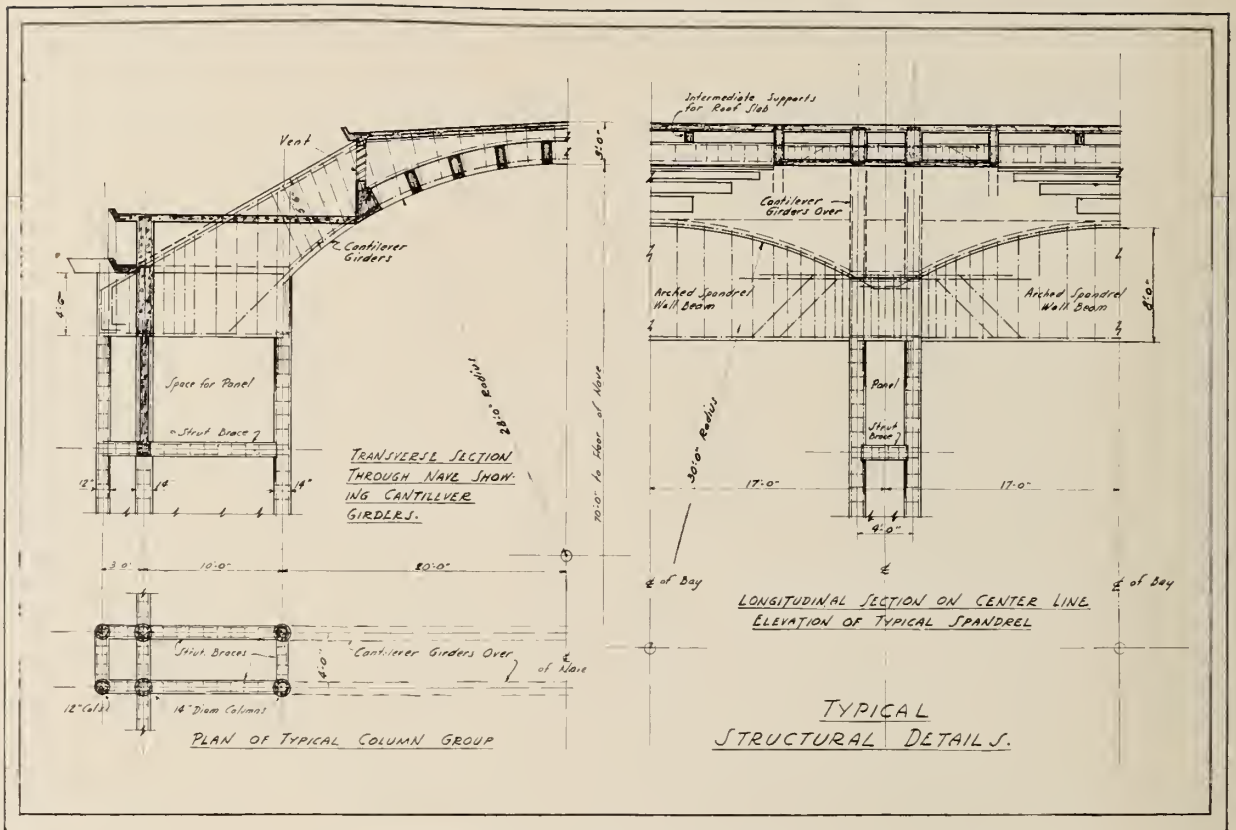 Vent
Cantilever
Girders
Space for Panel
Strut Brace
12"
14"
14"
TRANSVERSE SECTION
THROUGH NAVE SHOW-
ING CANTILEVER
GIRDERS.
28'-0" Radius
70'-0" to Floor of Nave
3'-0"
10'-0"
20'-0"
Strut Braces
4'-0"
Cantilever Girders Over
℄ of Nave
12" Cols.
14" Diam Columns
PLAN OF TYPICAL COLUMN GROUP
Intermediate Supports
for Roof Slab
Cantilever
Girders Over
Arched Spandrel
Wall Beam
Arched Spandrel
Wall Beam
8'-0"
Panel
Strut
Brace
30'-0" Radius
17'-0"
17'-0"
4'-0"
℄ of Bay
℄
℄ of Bay
LONGITUDINAL SECTION ON CENTER LINE
ELEVATION OF TYPICAL SPANDREL
TYPICAL
STRUCTURAL DETAILS.